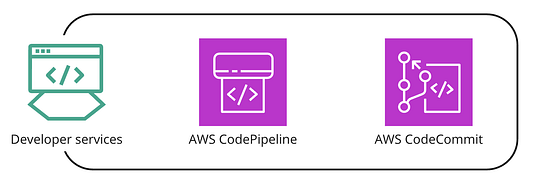 Developer services
AWS CodePipeline
AWS CodeCommit